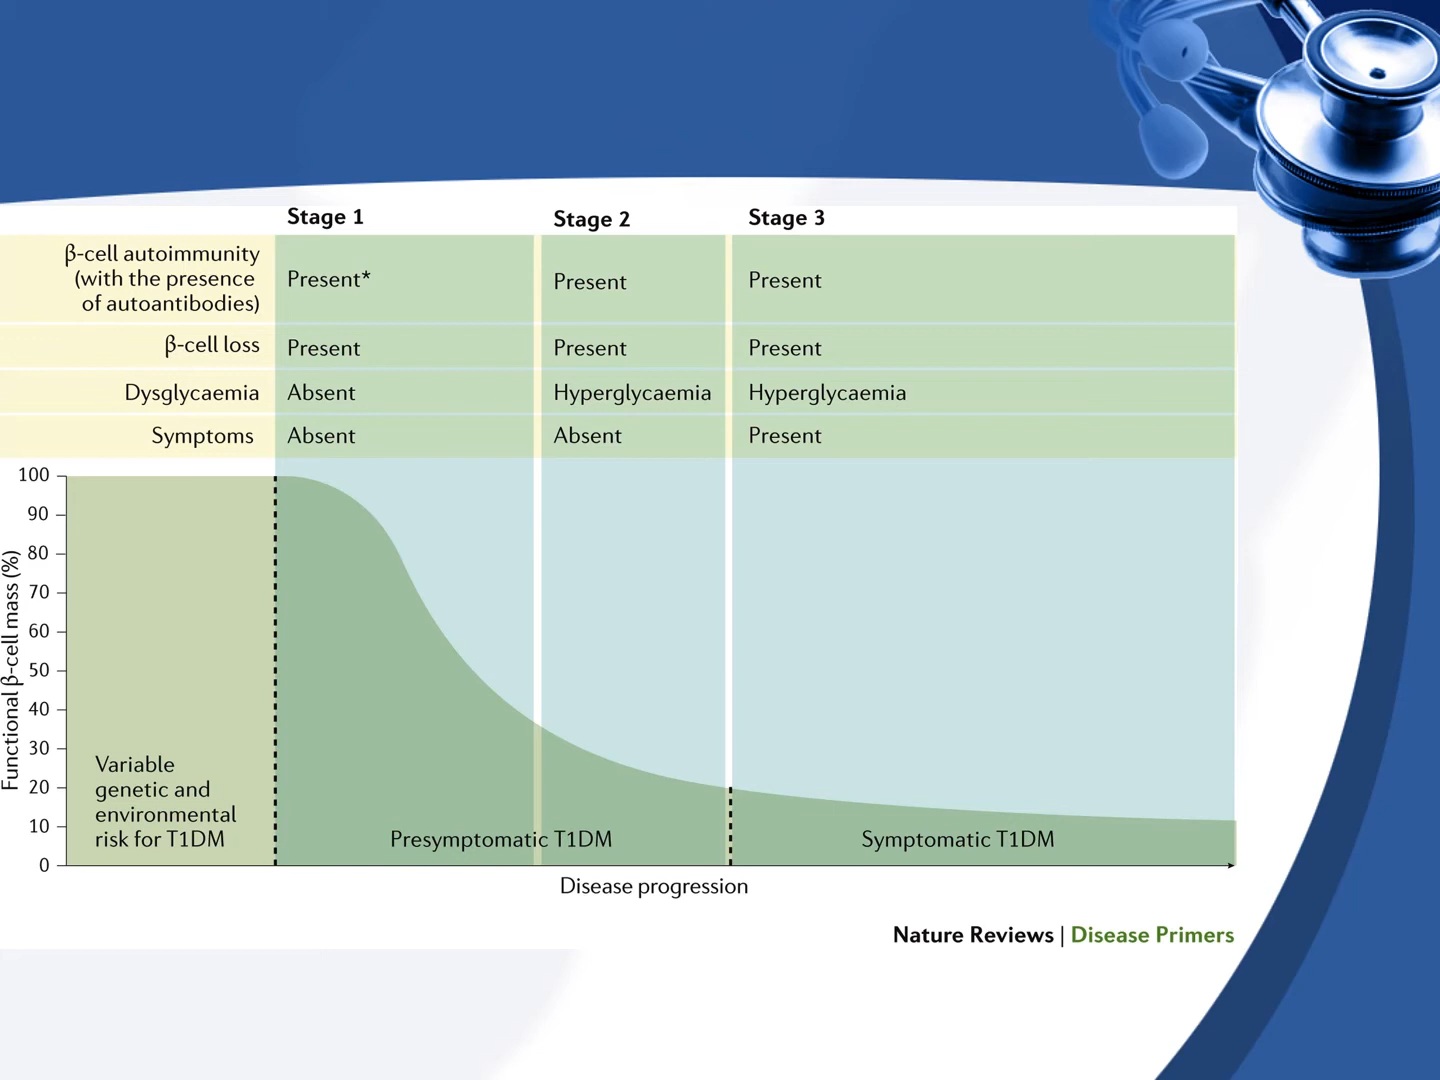 Stage 1
Stage 2
Stage 3
β-cell autoimmunity
(with the presence
of autoantibodies)
Present*
Present
Present
β-cell loss
Present
Present
Present
Dysglycaemia
Absent
Hyperglycaemia
Hyperglycaemia
Symptoms
Absent
Absent
Present
Functional β-cell mass (%)
100
90
80
70
60
50
40
30
20
10
0
Variable
genetic and
environmental
risk for T1DM
Presymptomatic T1DM
Symptomatic T1DM
Disease progression
Nature Reviews | Disease Primers